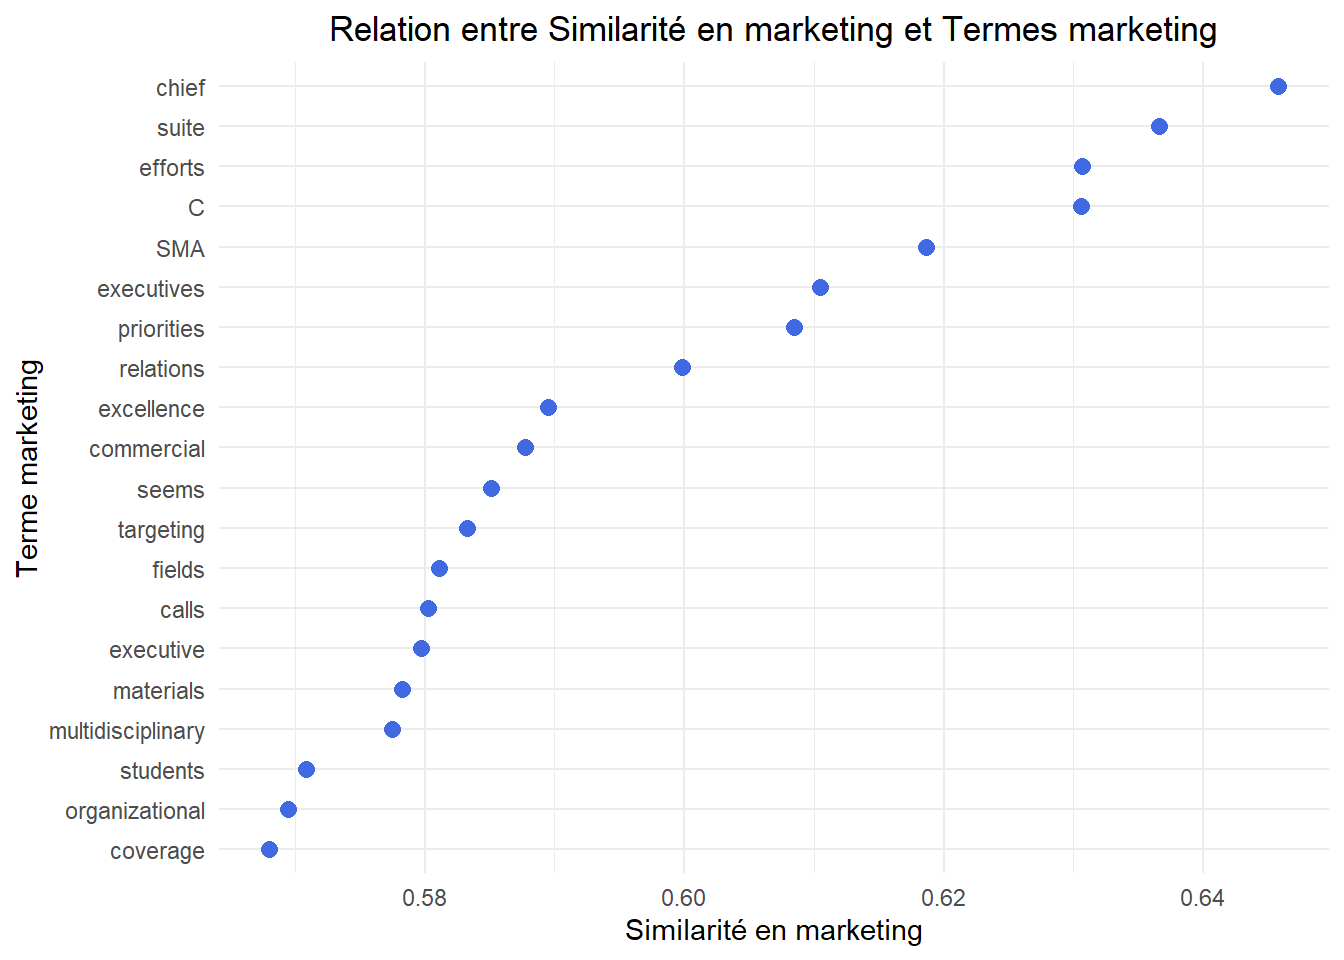 Relation entre Similarité en marketing et Termes marketing
Terme marketing
chief
suite
efforts
C
SMA
executives
priorities
relations
excellence
commercial
seems
targeting
fields
calls
executive
materials
multidisciplinary
students
organizational
coverage
0.58 0.60 0.62 0.64
Similarité en marketing